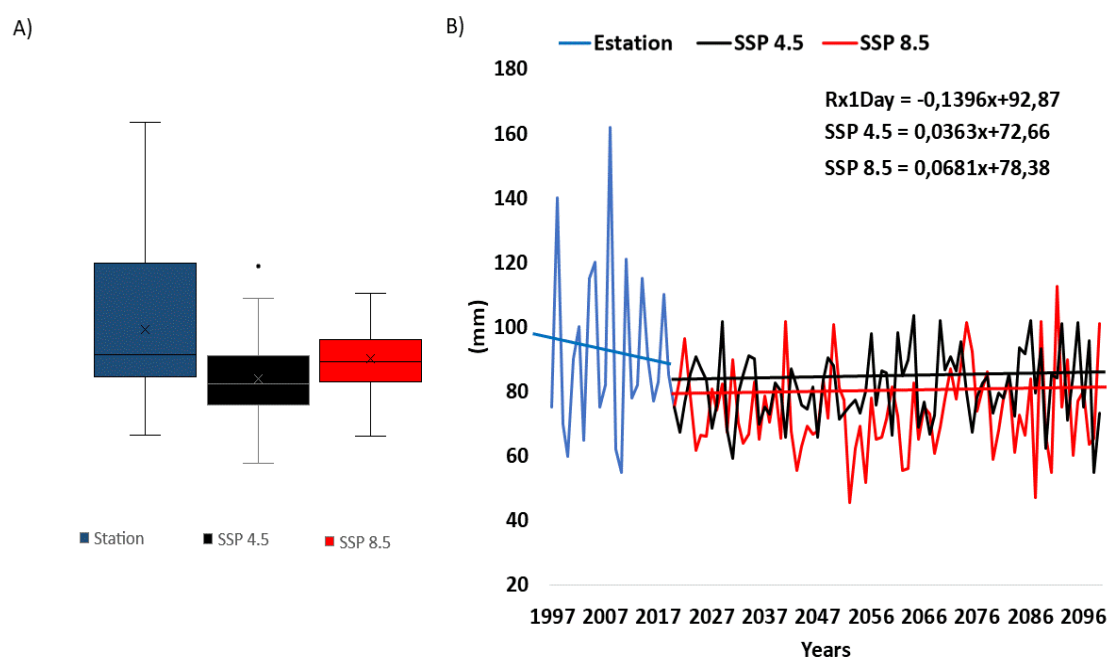 A)
Station SSP 4.5 SSP 8.5
B)
Estation SSP 4.5 SSP 8.5
Rx1Day = -0,1396x+92,87
SSP 4.5 = 0,0363x+72,66
SSP 8.5 = 0,0681x+78,38
(mm)
180
160
140
120
100
80
60
40
20
1997 2007 2017 2027 2037 2047 2056 2066 2076 2086 2096
Years